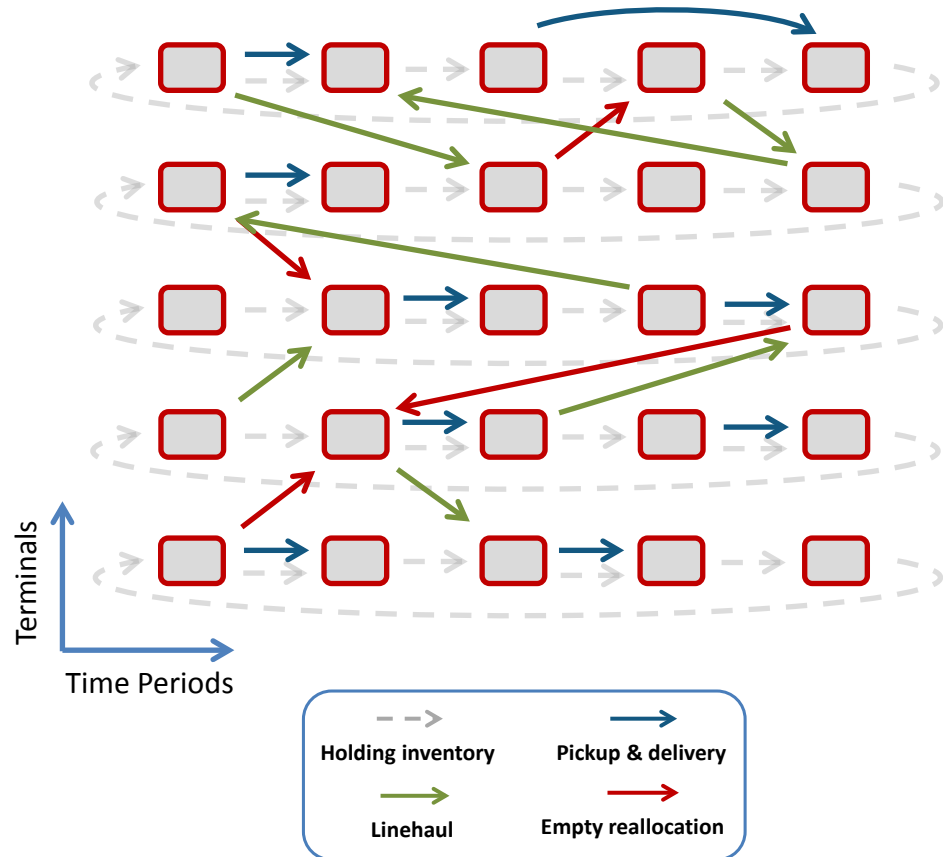 Terminals
Time Periods
Holding inventory
Pickup & delivery
Linehaul
Empty reallocation